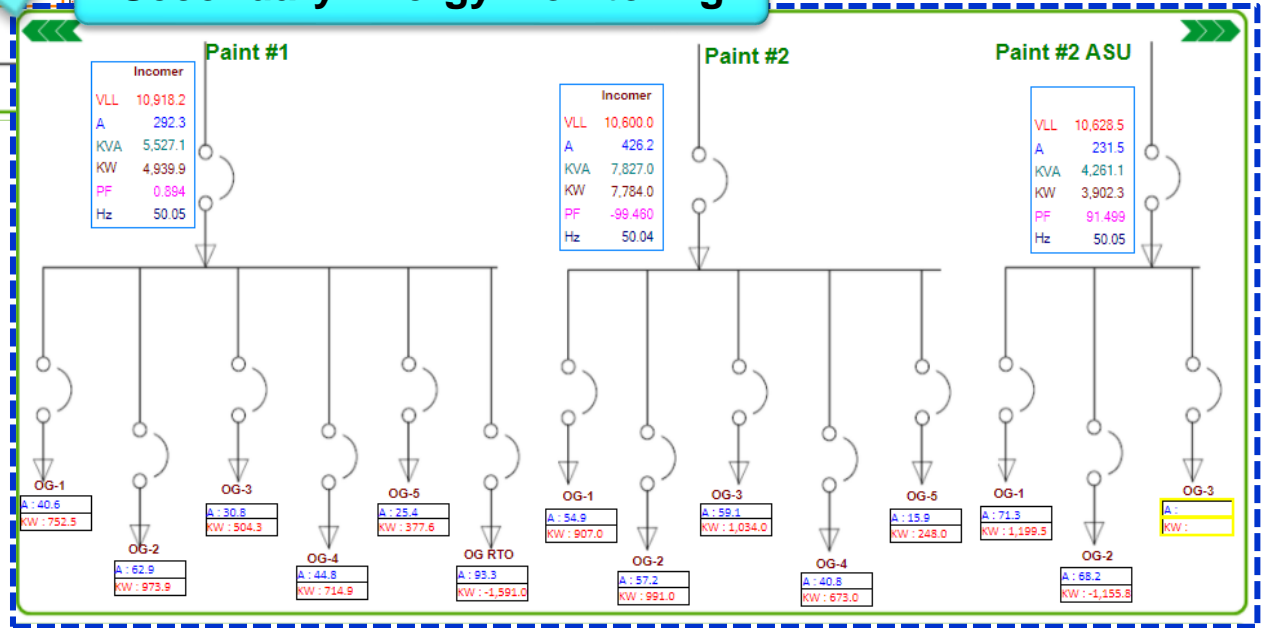 Paint #1
Incomer
VLL 10,918.2
A 292.3
KVA 5,527.1
KW 4,939.9
PF 0.894
Hz 50.05
OG-1
A : 40.6
KW : 752.5
OG-2
A : 62.9
KW : 973.9
OG-3
A : 30.8
KW : 504.3
OG-4
A : 44.8
KW : 714.9
OG-5
A : 25.4
KW : 377.6
OG RTO
A : 93.3
KW : -1,591.0
Paint #2
Incomer
VLL 10,600.0
A 426.2
KVA 7,827.0
KW 7,784.0
PF -99.460
Hz 50.04
OG-1
A : 54.9
KW : 907.0
OG-2
A : 57.2
KW : 991.0
OG-3
A : 59.1
KW : 1,034.0
OG-4
A : 40.8
KW : 673.0
OG-5
A : 15.9
KW : 248.0
Paint #2 ASU
VLL 10,628.5
A 231.5
KVA 4,261.1
KW 3,902.3
PF 91.499
Hz 50.05
OG-1
A : 71.3
KW : 1,199.5
OG-2
A : 68.2
KW : -1,155.8
OG-3
A :
KW :